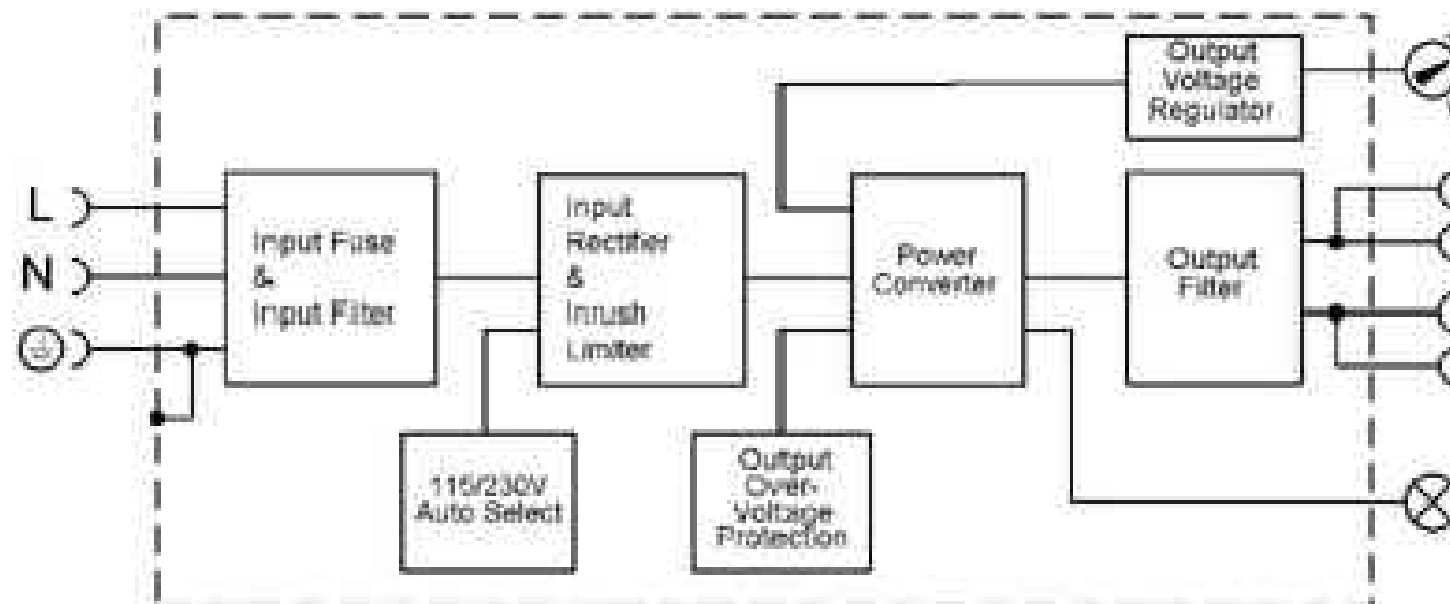 Output
Voltage
Regulator
L
N
Input Fuse
&
Input Filter
Input
Rectifier
&
Inrush
Limiter
Power
Converter
Output
Filter
115/230V
Auto Select
Output
Over-
Voltage
Protection